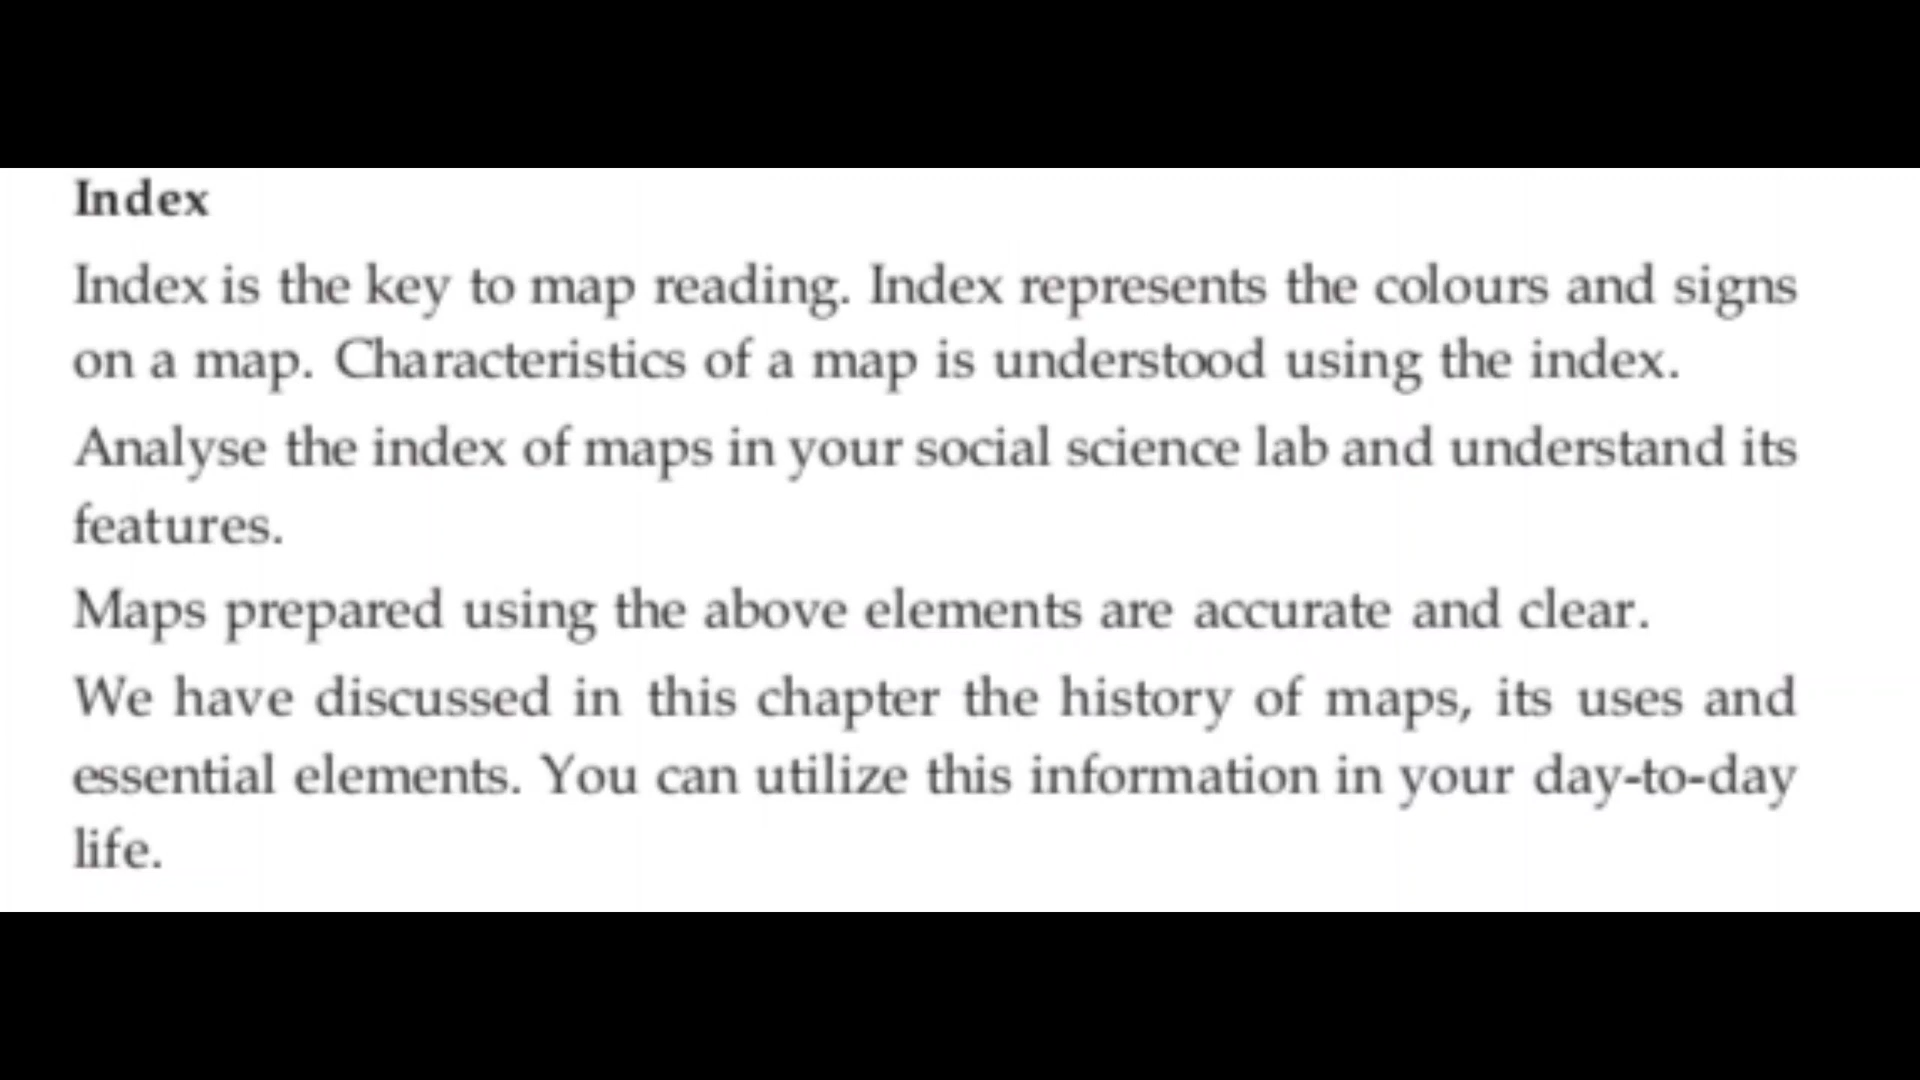 Index
Index is the key to map reading. Index represents the colours and signs
on a map. Characteristics of a map is understood using the index.
Analyse the index of maps in your social science lab and understand its
features.
Maps prepared using the above elements are accurate and clear.
We have discussed in this chapter the history of maps, its uses and
essential elements. You can utilize this information in your day-to-day
life.